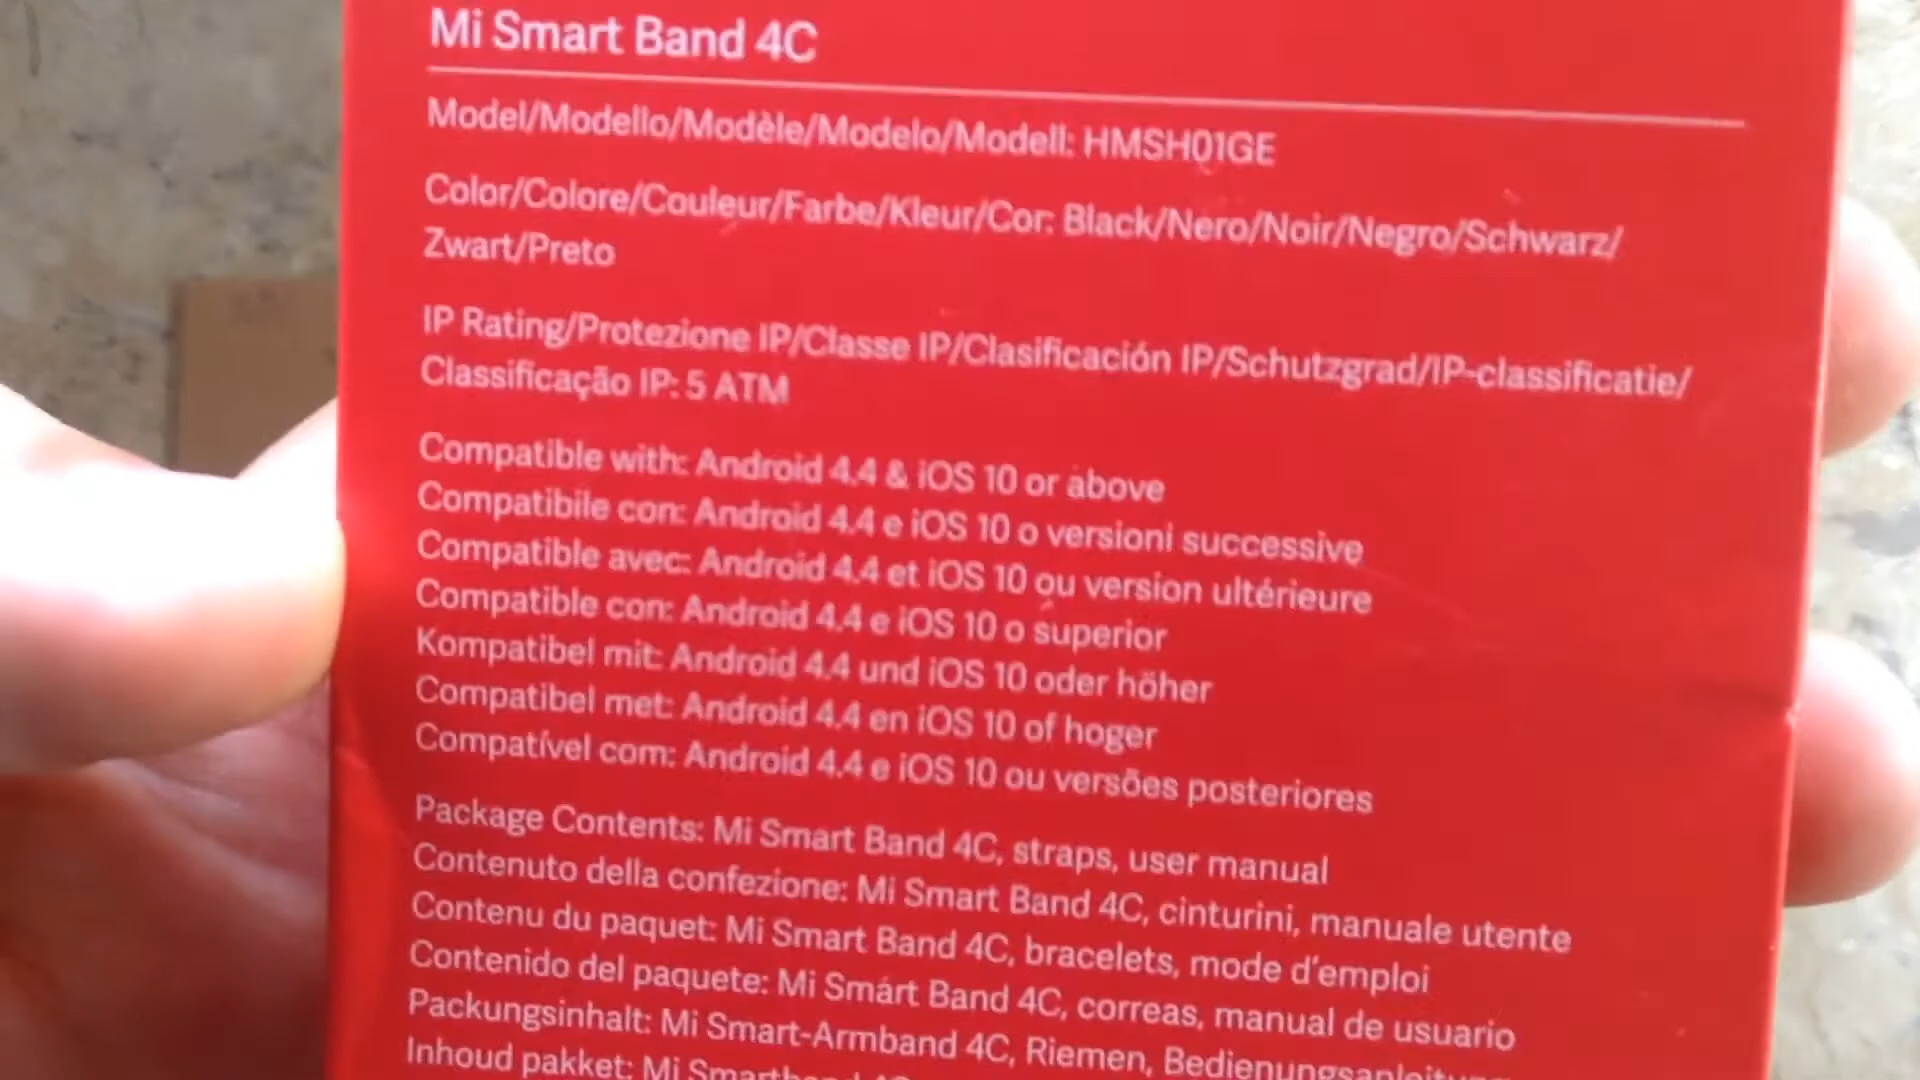 Mi Smart Band 4C
Model/Modello/Modèle/Modelo/Modell: HMSH01GE
Color/Colore/Couleur/Farbe/Kleur/Cor: Black/Nero/Noir/Negro/Schwarz/
Zwart/Preto
IP Rating/Protezione IP/Classe IP/Clasificación IP/Schutzgrad/IP-classificatie/
Classificação IP: 5 ATM
Compatible with: Android 4.4 & iOS 10 or above
Compatibile con: Android 4.4 e iOS 10 o versioni successive
Compatible avec: Android 4.4 et iOS 10 ou version ultérieure
Compatible con: Android 4.4 e iOS 10 o superior
Kompatibel mit: Android 4.4 und iOS 10 oder höher
Compatibel met: Android 4.4 en iOS 10 of hoger
Compatível com: Android 4.4 e iOS 10 ou versões posteriores
Package Contents: Mi Smart Band 4C, straps, user manual
Contenuto della confezione: Mi Smart Band 4C, cinturini, manuale utente
Contenu du paquet: Mi Smart Band 4C, bracelets, mode d'emploi
Contenido del paquete: Mi Smart Band 4C, correas, manual de usuario
Packungsinhalt: Mi Smart-Armband 4C, Riemen, Bedienungsanleitung
Inhoud pakket: Mi Smartband 4C